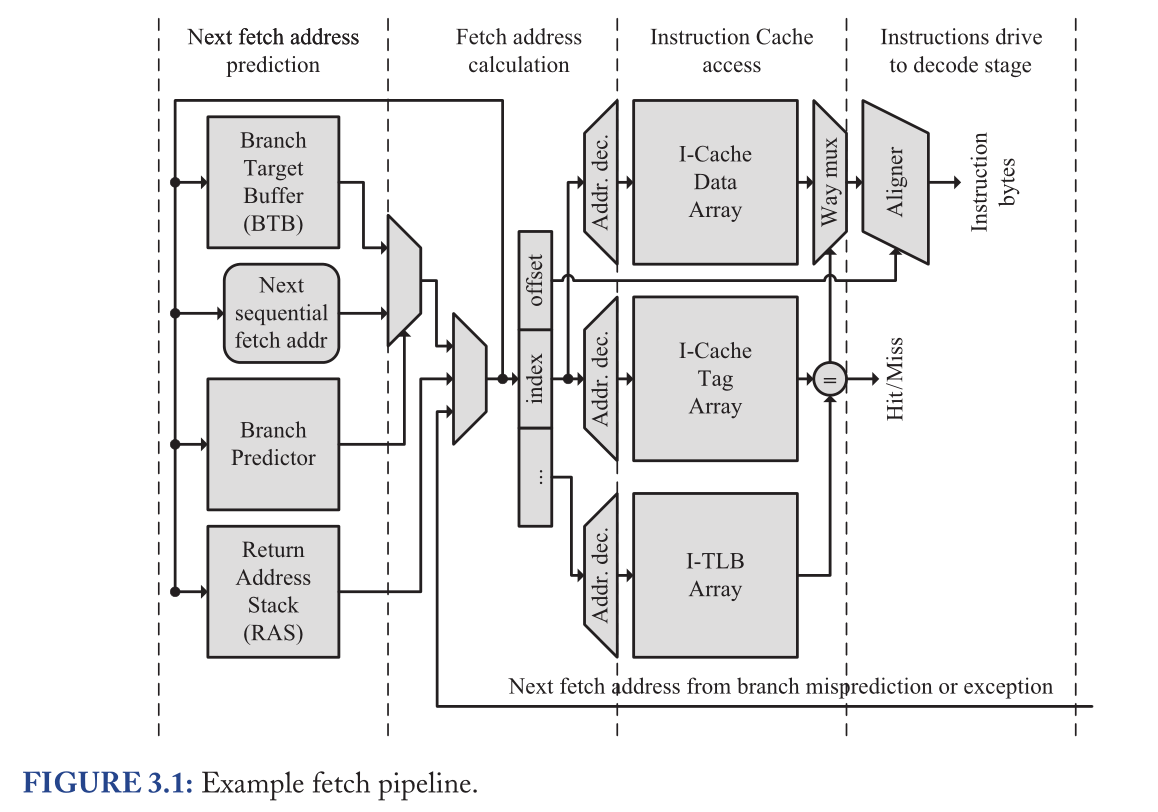 Next fetch address
prediction
Fetch address
calculation
Instruction Cache
access
Instructions drive
to decode stage
Branch
Target
Buffer
(BTB)
Next
sequential
fetch addr
Branch
Predictor
Return
Address
Stack
(RAS)
offset
index
...
Addr. dec.
I-Cache
Data
Array
Way mux
Aligner
Instruction
bytes
Addr. dec.
I-Cache
Tag
Array
=
Hit/Miss
Addr. dec.
I-TLB
Array
Next fetch address from branch misprediction or exception
FIGURE 3.1: Example fetch pipeline.